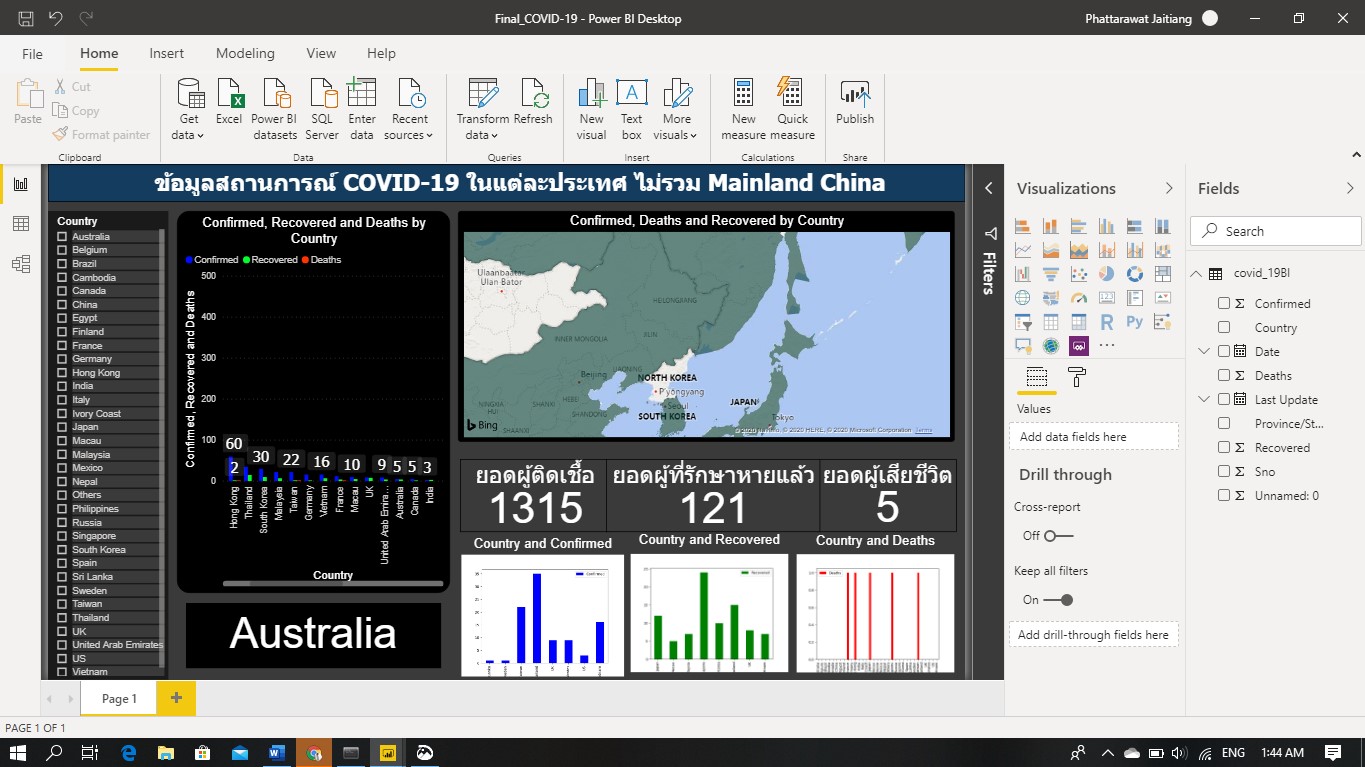 Final_COVID-19 - Power BI Desktop
Phattarawat Jaitiang
File
Home
Insert
Modeling
View
Help
Paste
Cut
Copy
Format painter
Clipboard
Get
data
Excel
Power BI
datasets
SQL
Server
Enter
data
Recent
sources
Data
Transform
data
Refresh
Queries
New
visual
Text
box
More
visuals
Insert
New
measure
Quick
measure
Calculations
Publish
Share
ข้อมูลสถานการณ์ COVID-19 ในแต่ละประเทศ ไม่รวม Mainland China
Country
Australia
Belgium
Brazil
Cambodia
Canada
China
Egypt
Finland
France
Germany
Hong Kong
India
Italy
Ivory Coast
Japan
Macau
Malaysia
Mexico
Nepal
Others
Philippines
Russia
Singapore
South Korea
Spain
Sri Lanka
Sweden
Taiwan
Thailand
UK
United Arab Emirates
US
Vietnam
Confirmed, Recovered and Deaths by
Country
Confirmed Recovered Deaths
Confirmed, Recovered and Deaths
500
400
300
200
100
0
60
2
30
22
16
10
9
5
5
3
Hong Kong
Thailand
South Korea
Malaysia
Taiwan
Germany
Vietnam
France
Macau
UK
United Arab Emira...
Australia
Canada
India
Country
Australia
Confirmed, Deaths and Recovered by Country
Ulaanbaatar
Ulan Bator
HEILONGJIANG
JILIN
INNER MONGOLIA
LIAONING
Beijing
NORTH KOREA
P'yongyang
Seoul
SOUTH KOREA
JAPAN
Tokyo
NINGXIA
HUI
SHANXI
HEBEI
SHANDONG
SHAANXI
Bing
© 2020 HERE, © 2020 Microsoft Corporation Terms
ยอดผู้ติดเชื้อ
1315
ยอดผู้ที่รักษาหายแล้ว
121
ยอดผู้เสียชีวิต
5
Country and Confirmed
Confirmed
Country and Recovered
Recovered
Country and Deaths
Deaths
Filters
Visualizations
R
Py
123
Values
Add data fields here
Drill through
Cross-report
Off
Keep all filters
On
Add drill-through fields here
Fields
Search
covid_19BI
Confirmed
Country
Date
Deaths
Last Update
Province/St...
Recovered
Sno
Unnamed: 0
Page 1
PAGE 1 OF 1
ENG
1:44 AM